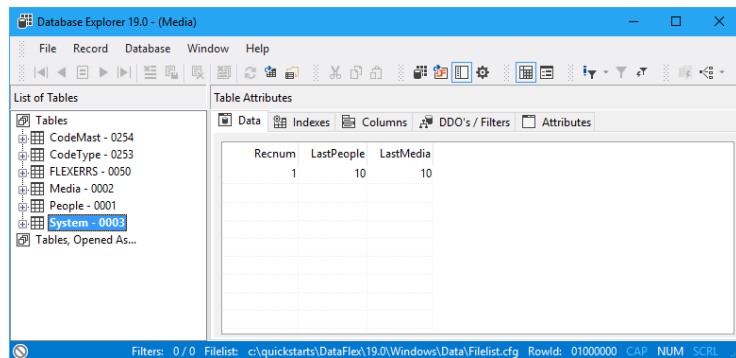 Database Explorer 19.0 - (Media)
File Record Database Window Help
List of Tables
Table Attributes
Tables
CodeMast - 0254
CodeType - 0253
FLEXERRS - 0050
Media - 0002
People - 0001
System - 0003
Tables, Opened As...
Data Indexes Columns DDO's / Filters Attributes
Recnum LastPeople LastMedia
1 10 10
Filters: 0 / 0 Filelist: c:\quickstarts\DataFlex\19.0\Windows\Data\Filelist.cfg RowId: 01000000 CAP NUM SCRL